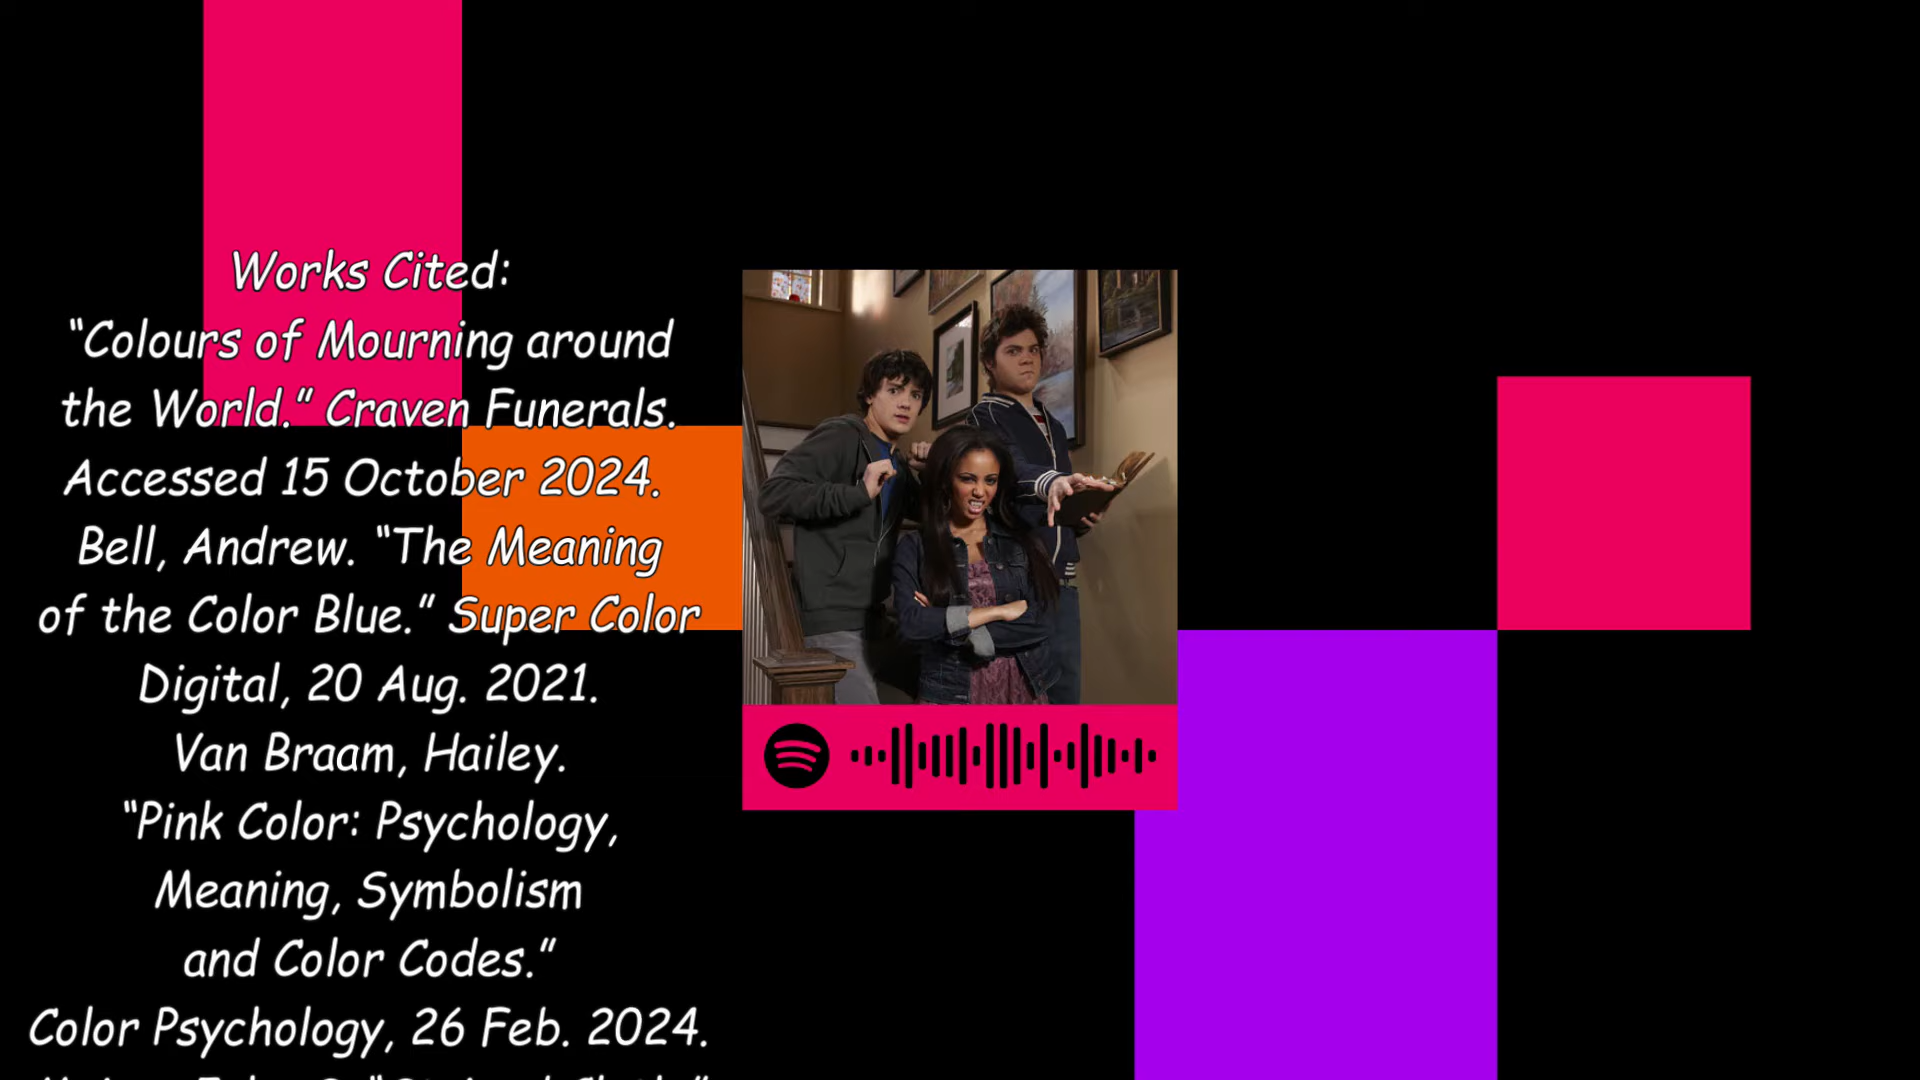 Works Cited:
“Colours of Mourning around
the World.” Craven Funerals.
Accessed 15 October 2024.
Bell, Andrew. “The Meaning
of the Color Blue.” Super Color
Digital, 20 Aug. 2021.
Van Braam, Hailey.
“Pink Color: Psychology,
Meaning, Symbolism
and Color Codes.”
Color Psychology, 26 Feb. 2024.